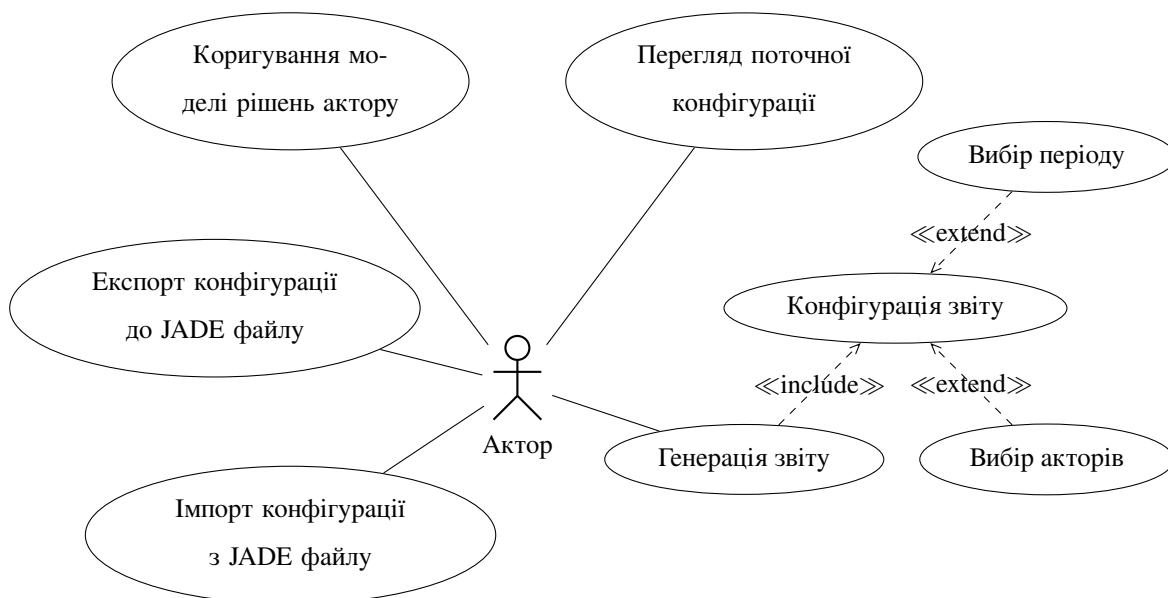 Коригування мо-
делі рішень актору
Перегляд поточної
конфігурації
Вибір періоду
≪extend≫
Експорт конфігурації
до JADE файлу
Конфігурація звіту
≪include≫
≪extend≫
Актор
Генерація звіту
Вибір акторів
Імпорт конфігурації
з JADE файлу